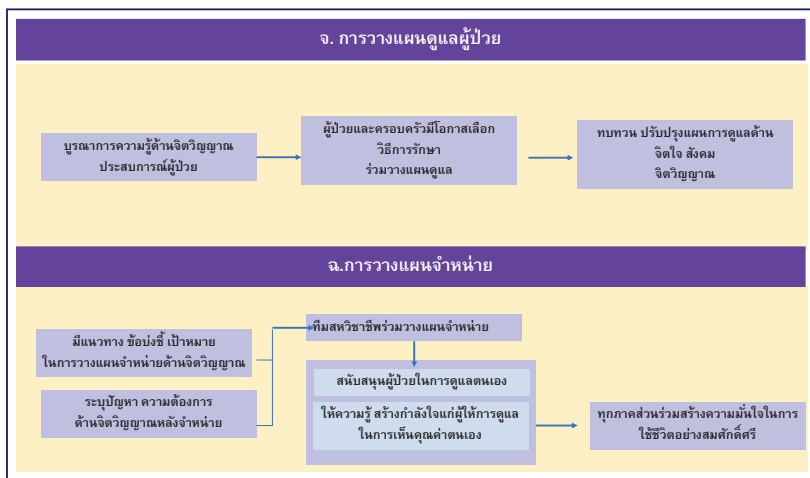 จ. การวางแผนดูแลผู้ป่วย
บูรณาการความรู้ด้านจิตวิญญาณ
ประสบการณ์ผู้ป่วย
ผู้ป่วยและครอบครัวมีโอกาสเลือก
วิธีการรักษา
ร่วมวางแผนดูแล
ทบทวน ปรับปรุงแผนการดูแลด้าน
จิตใจ สังคม
จิตวิญญาณ
ฉ.การวางแผนจำหน่าย
มีแนวทาง ข้อบ่งชี้ เป้าหมาย
ในการวางแผนจำหน่ายด้านจิตวิญญาณ
ระบุปัญหา ความต้องการ
ด้านจิตวิญญาณหลังจำหน่าย
ทีมสหวิชาชีพร่วมวางแผนจำหน่าย
สนับสนุนผู้ป่วยในการดูแลตนเอง
ให้ความรู้ สร้างกำลังใจแก่ผู้ให้การดูแล
ในการเห็นคุณค่าตนเอง
ทุกภาคส่วนร่วมสร้างความมั่นใจในการ
ใช้ชีวิตอย่างสมศักดิ์ศรี